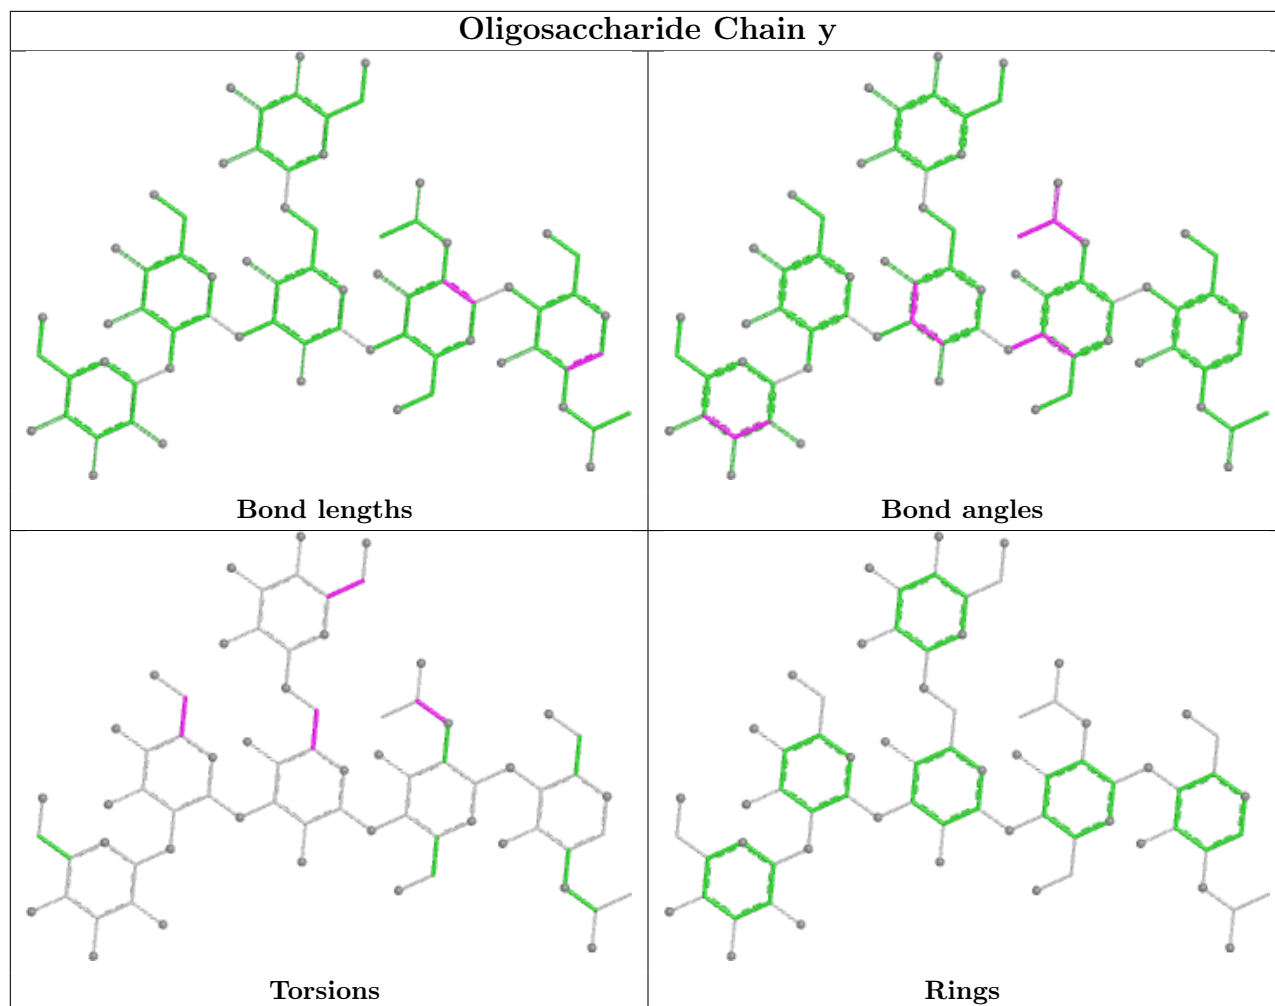 Oligosaccharide Chain y
Bond lengths
Bond angles
Torsions
Rings